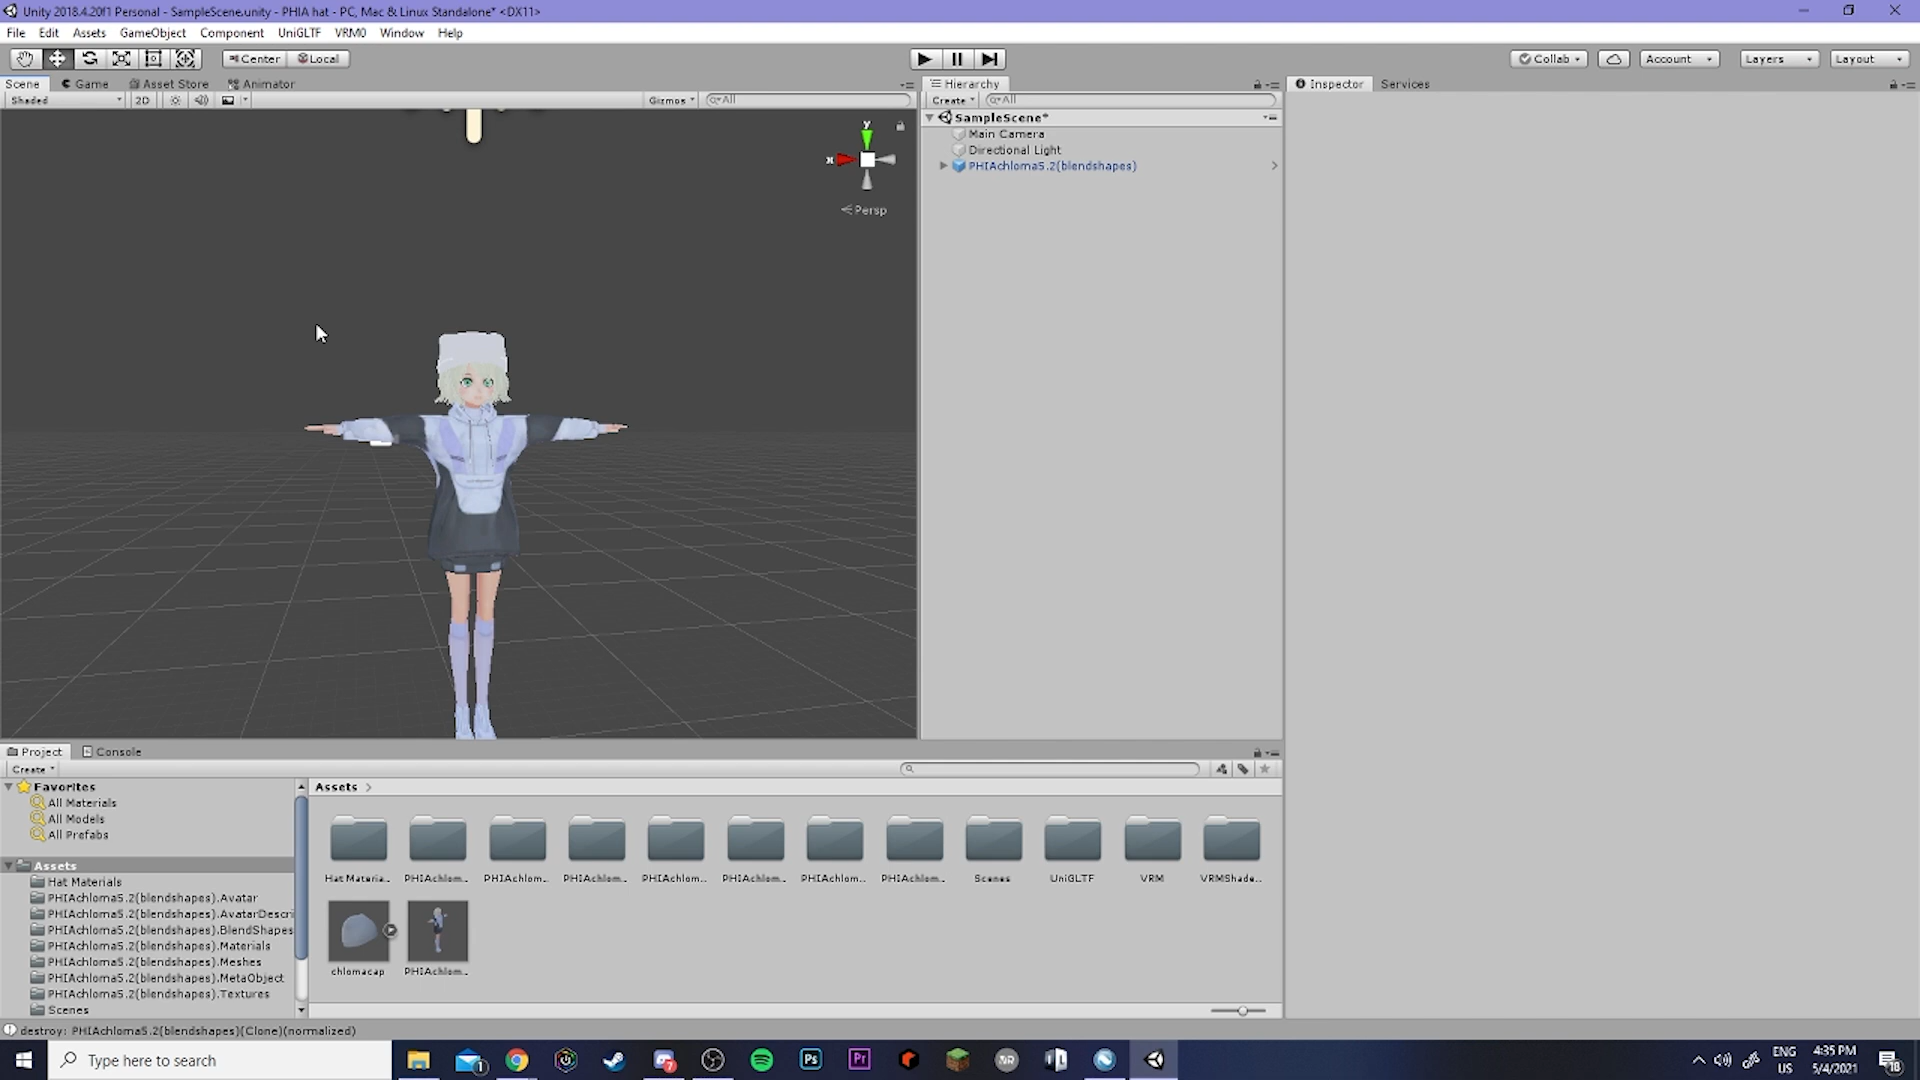 Unity 2018.4.20f1 Personal - SampleScene.unity - PHIA hat - PC, Mac & Linux Standalone* <DX11>
File Edit Assets GameObject Component UniGLTF VRM0 Window Help
Center Local Collab Account Layers Layout
Scene Game Asset Store Animator Hierarchy Inspector Services
Shaded 2D Gizmos All Create All
SampleScene*
Main Camera
Directional Light
PHIAchloma5.2(blendshapes)
y
x
Persp
Project Console
Create
Favorites
All Materials
All Models
All Prefabs
Assets
Hat Materials
PHIAchloma5.2(blendshapes).Avatar
PHIAchloma5.2(blendshapes).AvatarDescri
PHIAchloma5.2(blendshapes).BlendShapes
PHIAchloma5.2(blendshapes).Materials
PHIAchloma5.2(blendshapes).Meshes
PHIAchloma5.2(blendshapes).MetaObject
PHIAchloma5.2(blendshapes).Textures
Scenes
Assets
Hat Materia... PHIAchlom... PHIAchlom... PHIAchlom... PHIAchlom... PHIAchlom... PHIAchlom... PHIAchlom... Scenes UniGLTF VRM VRMShade...
chlomacap PHIAchlom...
destroy: PHIAchloma5.2(blendshapes)(Clone)(normalized)
Type here to search
1
7
Ps
Pr
ENG
US
4:35 PM
5/4/2021
18